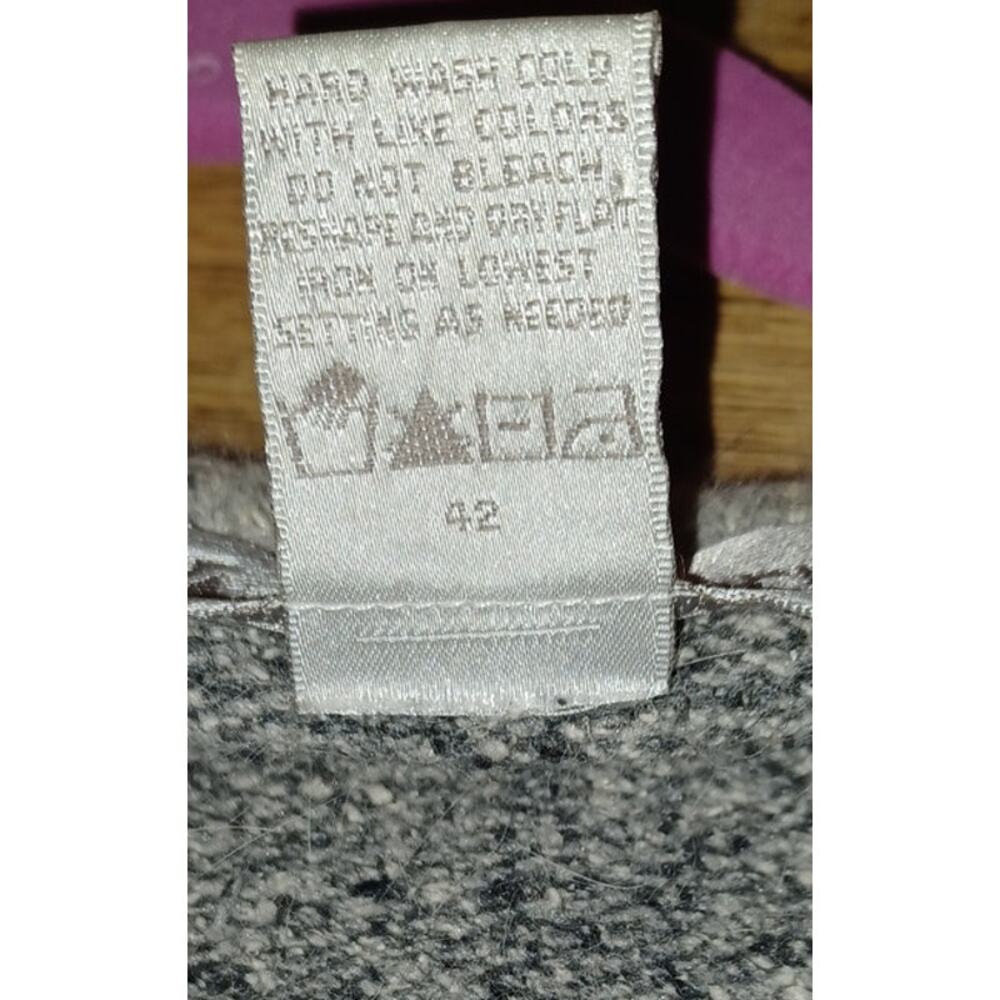 HAND WASH COLD
WITH LIKE COLORS
DO NOT BLEACH,
RESHAPE AND DRY FLAT
IRON ON LOWEST
SETTING AS NEEDED
42